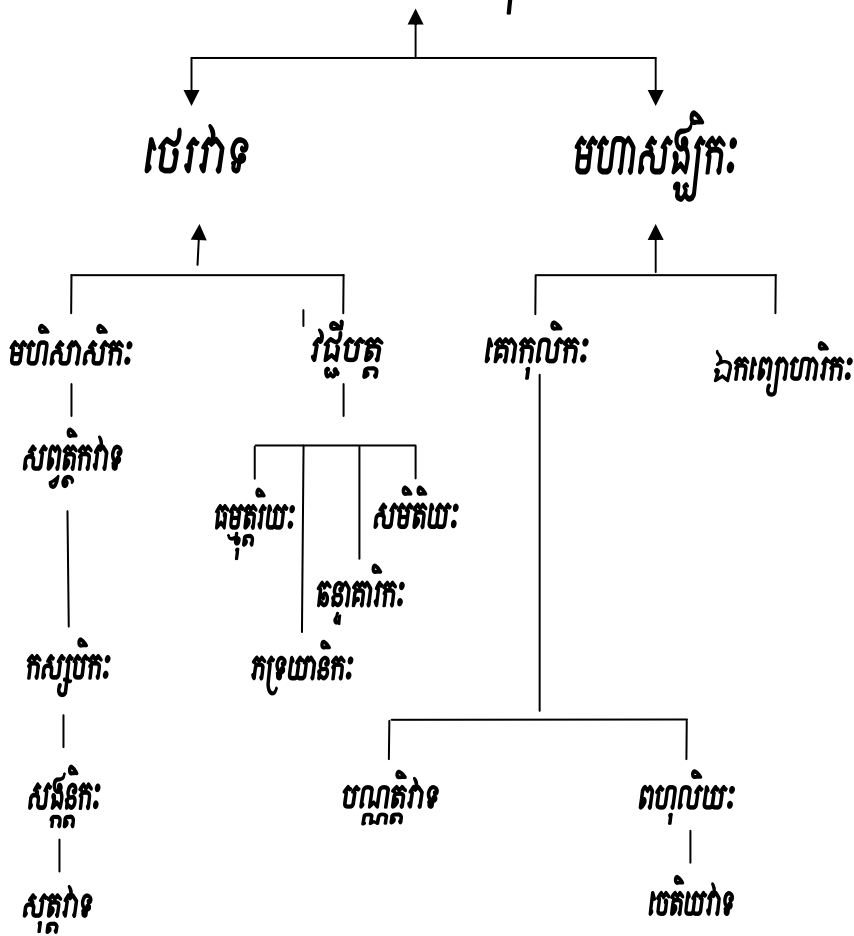 ថេរវាទ
មហាសង្ឃិកៈ
មហិសាសិកៈ
វជ្ជីបត្ត
គោកុលិកៈ
ឯកព្យោហារិកៈ
សព្វត្តិកវាទ
ធម្មុត្តរិយៈ
សមិតិយៈ
ឆន្នាគារិកៈ
ភទ្រយានិកៈ
កស្សបិកៈ
សង្កន្តិកៈ
បណ្ណត្តិវាទ
ពហុលិយៈ
សុត្តវាទ
ចេតិយវាទ